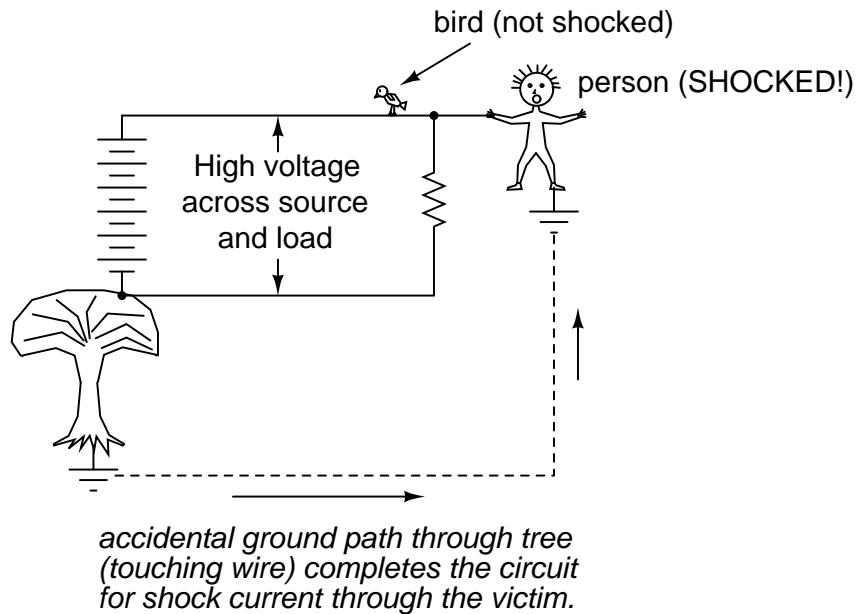 bird (not shocked)
person (SHOCKED!)
High voltage
across source
and load
accidental ground path through tree
(touching wire) completes the circuit
for shock current through the victim.